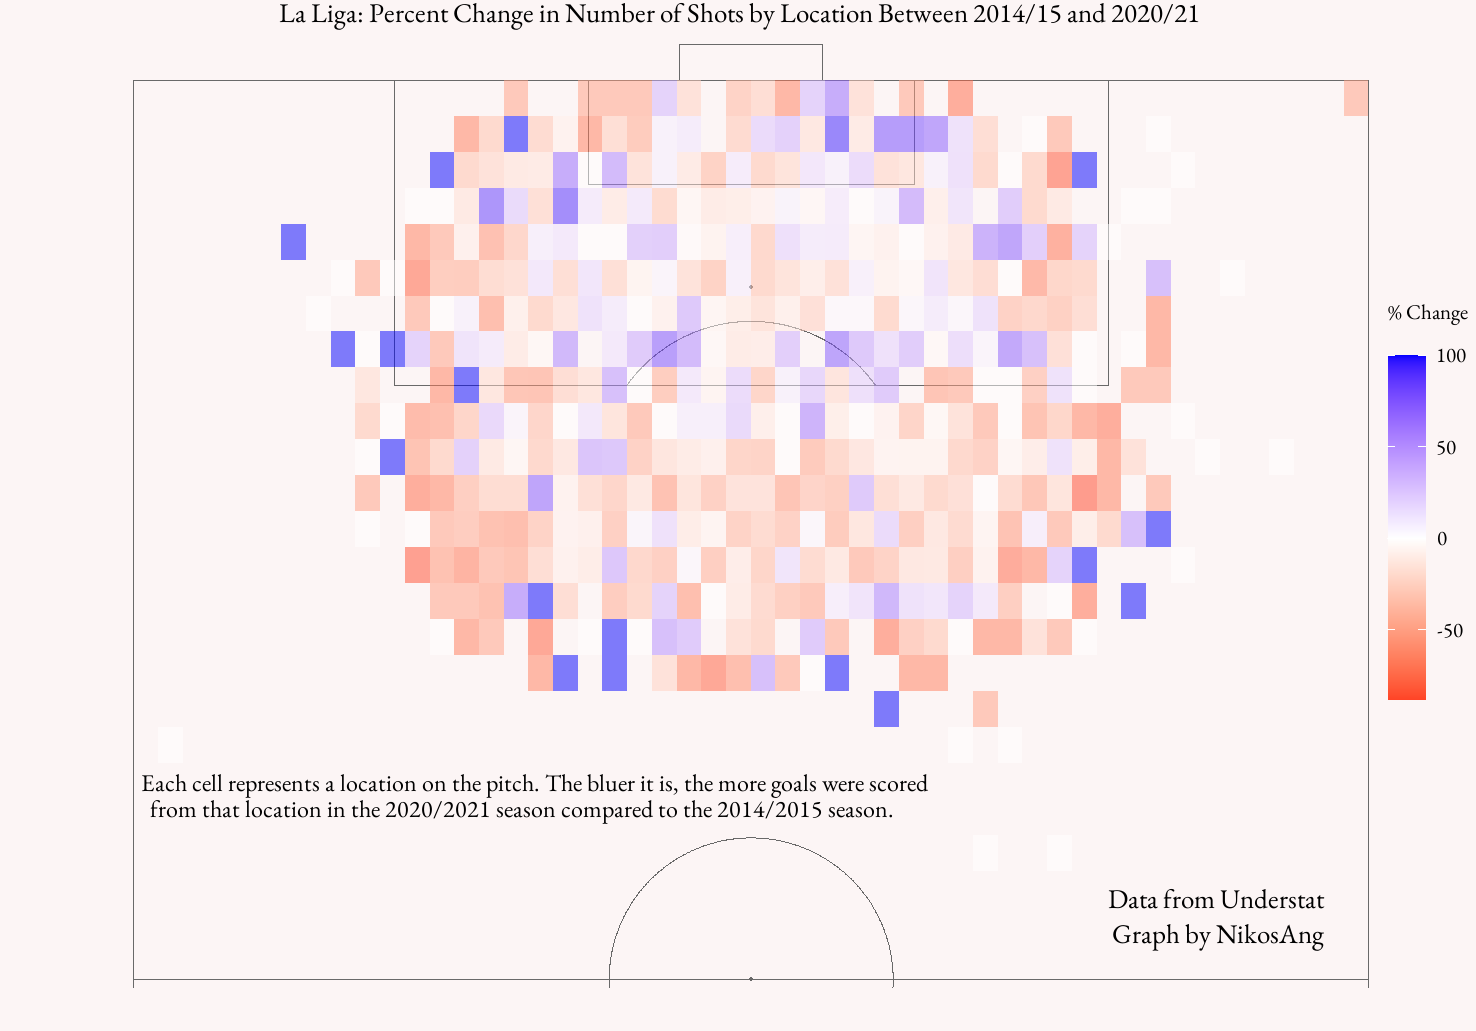 La Liga: Percent Change in Number of Shots by Location Between 2014/15 and 2020/21
% Change
100
50
0
-50
Each cell represents a location on the pitch. The bluer it is, the more goals were scored
from that location in the 2020/2021 season compared to the 2014/2015 season.
Data from Understat
Graph by NikosAng